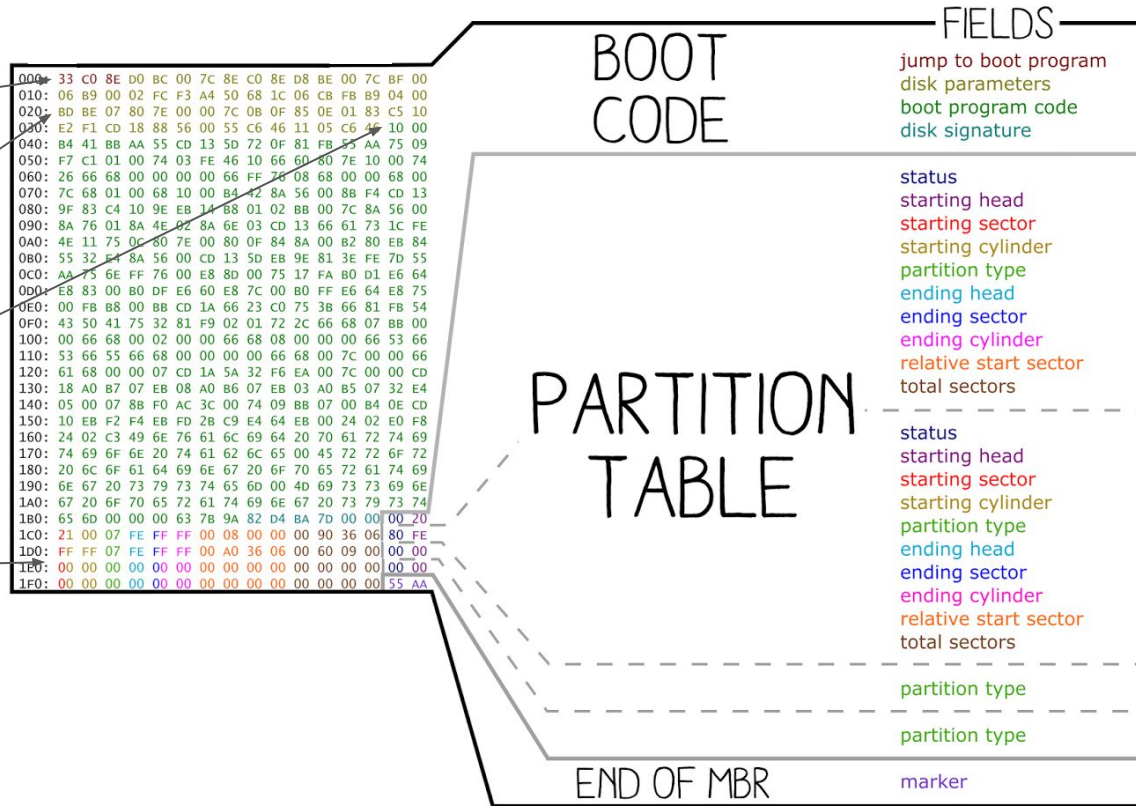 000: 33 C0 8E D0 BC 00 7C 8E C0 8E D8 BE 00 7C BF 00
010: 06 B9 00 02 FC F3 A4 50 68 1C 06 CB FB B9 04 00
020: BD BE 07 80 7E 00 00 7C 0B 0F 85 0E 01 83 C5 10
030: E2 F1 CD 18 88 56 00 55 C6 46 11 05 C6 46 10 00
040: B4 41 BB AA 55 CD 13 5D 72 0F 81 FB 55 AA 75 09
050: F7 C1 01 00 74 03 FE 46 10 66 60 80 7E 10 00 74
060: 26 66 68 00 00 00 00 66 FF 76 08 68 00 00 68 00
070: 7C 68 01 00 68 10 00 B4 42 8A 56 00 8B F4 CD 13
080: 9F 83 C4 10 9E EB 14 B8 01 02 BB 00 7C 8A 56 00
090: 8A 76 01 8A 4E 02 8A 6E 03 CD 13 66 61 73 1C FE
0A0: 4E 11 75 0C 80 7E 00 80 0F 84 8A 00 B2 80 EB 84
0B0: 55 32 E4 8A 56 00 CD 13 5D EB 9E 81 3E FE 7D 55
0C0: AA 75 6E FF 76 00 E8 8D 00 75 17 FA B0 D1 E6 64
0D0: E8 83 00 B0 DF E6 60 E8 7C 00 B0 FF E6 64 E8 75
0E0: 00 FB B8 00 BB CD 1A 66 23 C0 75 3B 66 81 FB 54
0F0: 43 50 41 75 32 81 F9 02 01 72 2C 66 68 07 BB 00
100: 00 66 68 00 02 00 00 66 68 08 00 00 00 66 53 66
110: 53 66 55 66 68 00 00 00 00 66 68 00 7C 00 00 66
120: 61 68 00 00 07 CD 1A 5A 32 F6 EA 00 7C 00 00 CD
130: 18 A0 B7 07 EB 08 A0 B6 07 EB 03 A0 B5 07 32 E4
140: 05 00 07 8B F0 AC 3C 00 74 09 BB 07 00 B4 0E CD
150: 10 EB F2 F4 EB FD 2B C9 E4 64 EB 00 24 02 E0 F8
160: 24 02 C3 49 6E 76 61 6C 69 64 20 70 61 72 74 69
170: 74 69 6F 6E 20 74 61 62 6C 65 00 45 72 72 6F 72
180: 20 6C 6F 61 64 69 6E 67 20 6F 70 65 72 61 74 69
190: 6E 67 20 73 79 73 74 65 6D 00 4D 69 73 73 69 6E
1A0: 67 20 6F 70 65 72 61 74 69 6E 67 20 73 79 73 74
1B0: 65 6D 00 00 00 63 7B 9A 82 D4 BA 7D 00 00 00 20
1C0: 21 00 07 FE FF FF 00 08 00 00 00 90 36 06 80 FE
1D0: FF FF 07 FE FF FF 00 A0 36 06 00 60 09 00 00 00
1E0: 00 00 00 00 00 00 00 00 00 00 00 00 00 00 00 00
1F0: 00 00 00 00 00 00 00 00 00 00 00 00 00 00 55 AA
BOOT
CODE
FIELDS
jump to boot program
disk parameters
boot program code
disk signature
PARTITION
TABLE
status
starting head
starting sector
starting cylinder
partition type
ending head
ending sector
ending cylinder
relative start sector
total sectors
status
starting head
starting sector
starting cylinder
partition type
ending head
ending sector
ending cylinder
relative start sector
total sectors
partition type
partition type
END OF MBR
marker